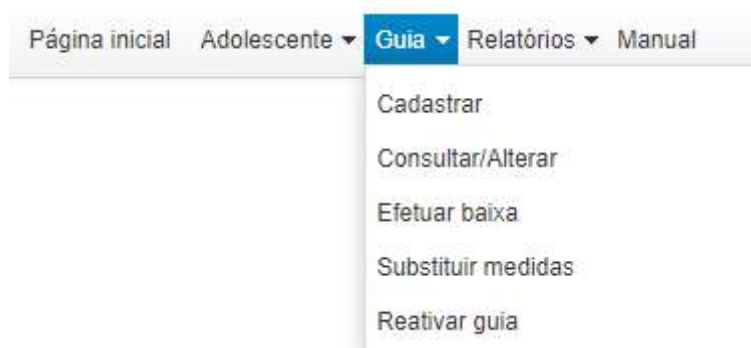 Página inicial Adolescente Guia Relatórios Manual
Cadastrar
Consultar/Alterar
Efetuar baixa
Substituir medidas
Reativar guia